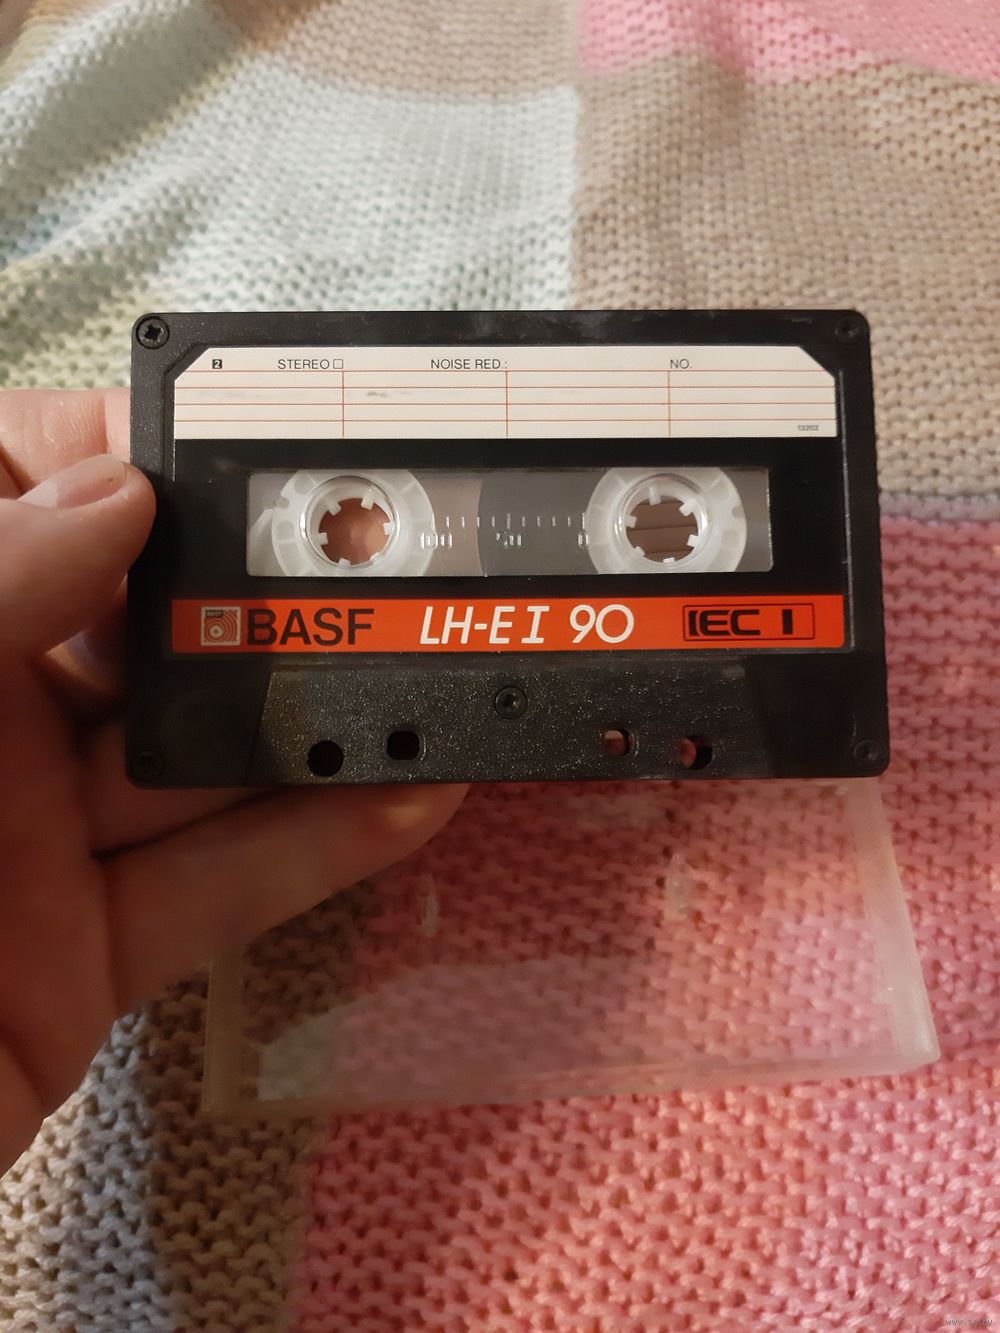 2 STEREO NOISE RED.: NO.
13202
100 50 0
BASF BASF LH-E I 90 IEC I